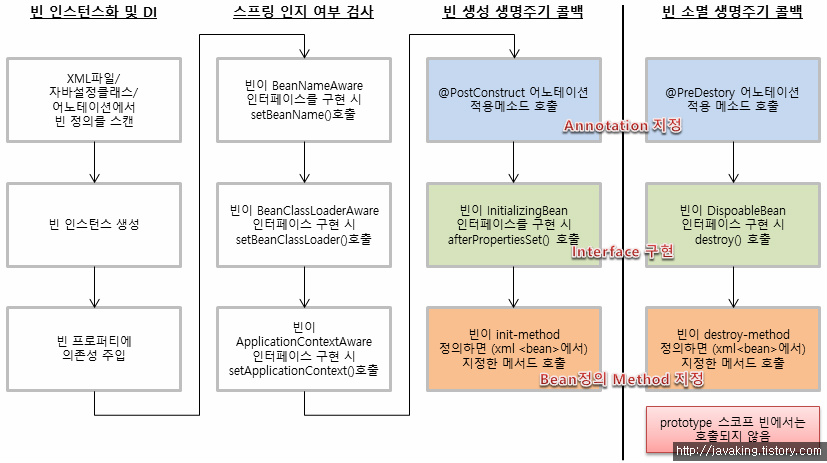 빈 인스턴스화 및 DI
XML파일/
자바설정클래스/
어노테이션에서
빈 정의를 스캔
빈 인스턴스 생성
빈 프로퍼티에
의존성 주입
스프링 인지 여부 검사
빈이 BeanNameAware
인터페이스를 구현 시
setBeanName()호출
빈이 BeanClassLoaderAware
인터페이스 구현 시
setBeanClassLoader()호출
빈이
ApplicationContextAware
인터페이스 구현 시
setApplicationContext()호출
빈 생성 생명주기 콜백
@PostConstruct 어노테이션
적용메소드 호출
Annotation 지정
빈이 InitializingBean
인터페이스를 구현 시
afterPropertiesSet() 호출
Interface 구현
빈이 init-method
정의하면 (xml <bean>에서)
지정한 메서드 호출
Bean정의 Method 지정
빈 소멸 생명주기 콜백
@PreDestory 어노테이션
적용 메소드 호출
빈이 DispoableBean
인터페이스 구현 시
destroy() 호출
빈이 destroy-method
정의하면 (xml<bean>에서)
지정한 메서드 호출
prototype 스코프 빈에서는
호출되지 않음
http://javaking.tistory.com